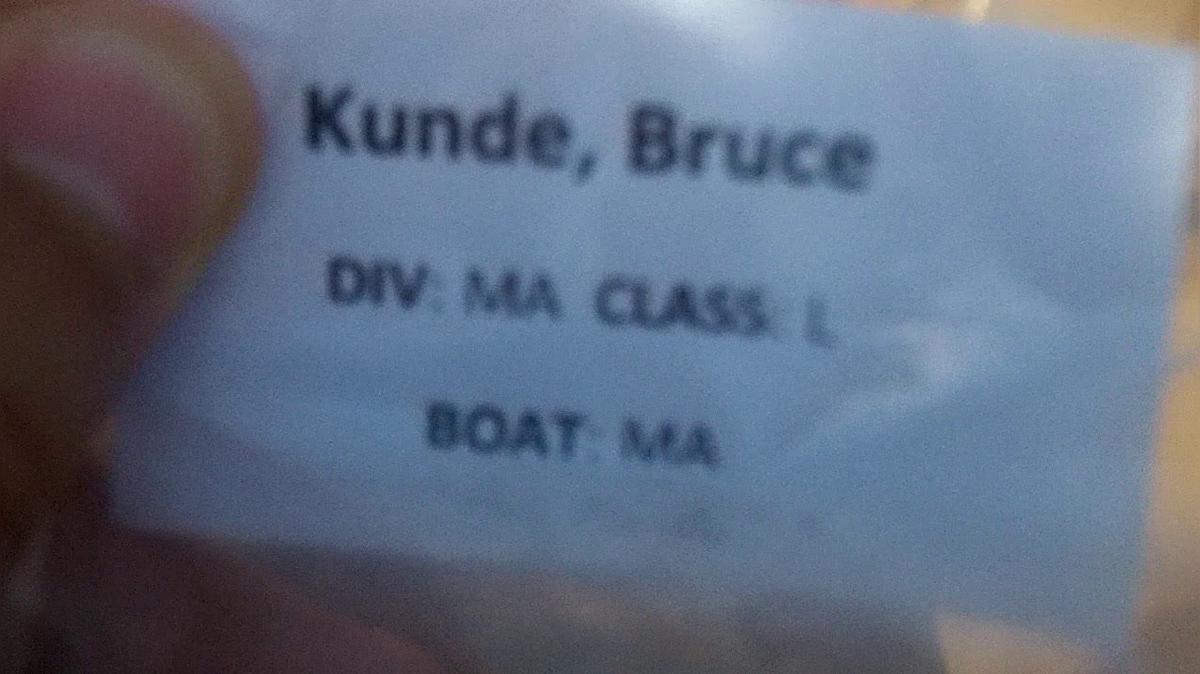 Kunde, Bruce
DIV: MA CLASS: L
BOAT: MA